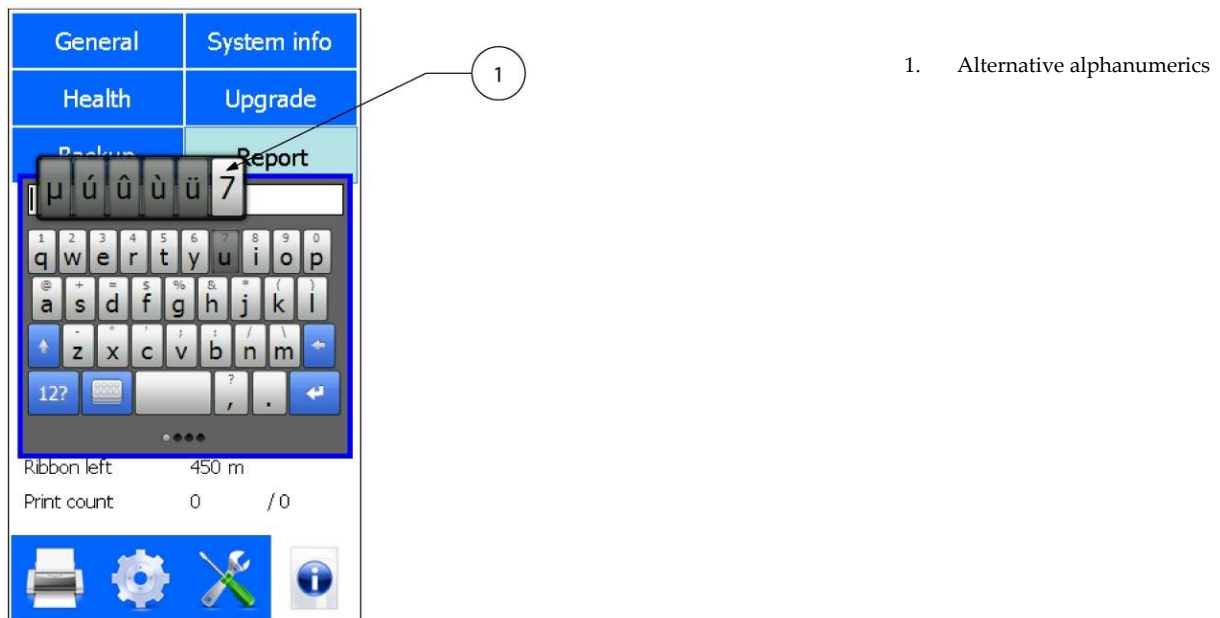 General System info
1
1. Alternative alphanumerics
Health Upgrade
Backup Report
µ ú û ù ü 7
1 2 3 4 5 6 7 8 9 0
q w e r t y u i o p
@ + = $ % & * ( )
a s d f g h j k l
- " ' ; : / \
z x c v b n m
12? ? , .
Ribbon left 450 m
Print count 0 / 0